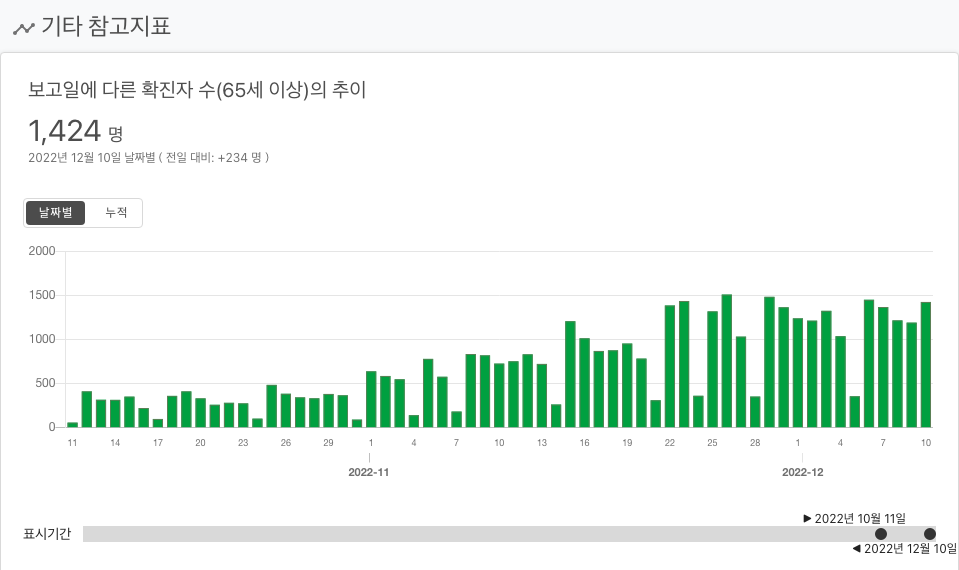 기타 참고지표
보고일에 다른 확진자 수(65세 이상)의 추이
1,424 명
2022년 12월 10일 날짜별 ( 전일 대비: +234 명 )
날짜별 누적
2000
1500
1000
500
0
11 14 17 20 23 26 29 1 4 7 10 13 16 19 22 25 28 1 4 7 10
2022-11 2022-12
▶ 2022년 10월 11일
표시기간
◀ 2022년 12월 10일